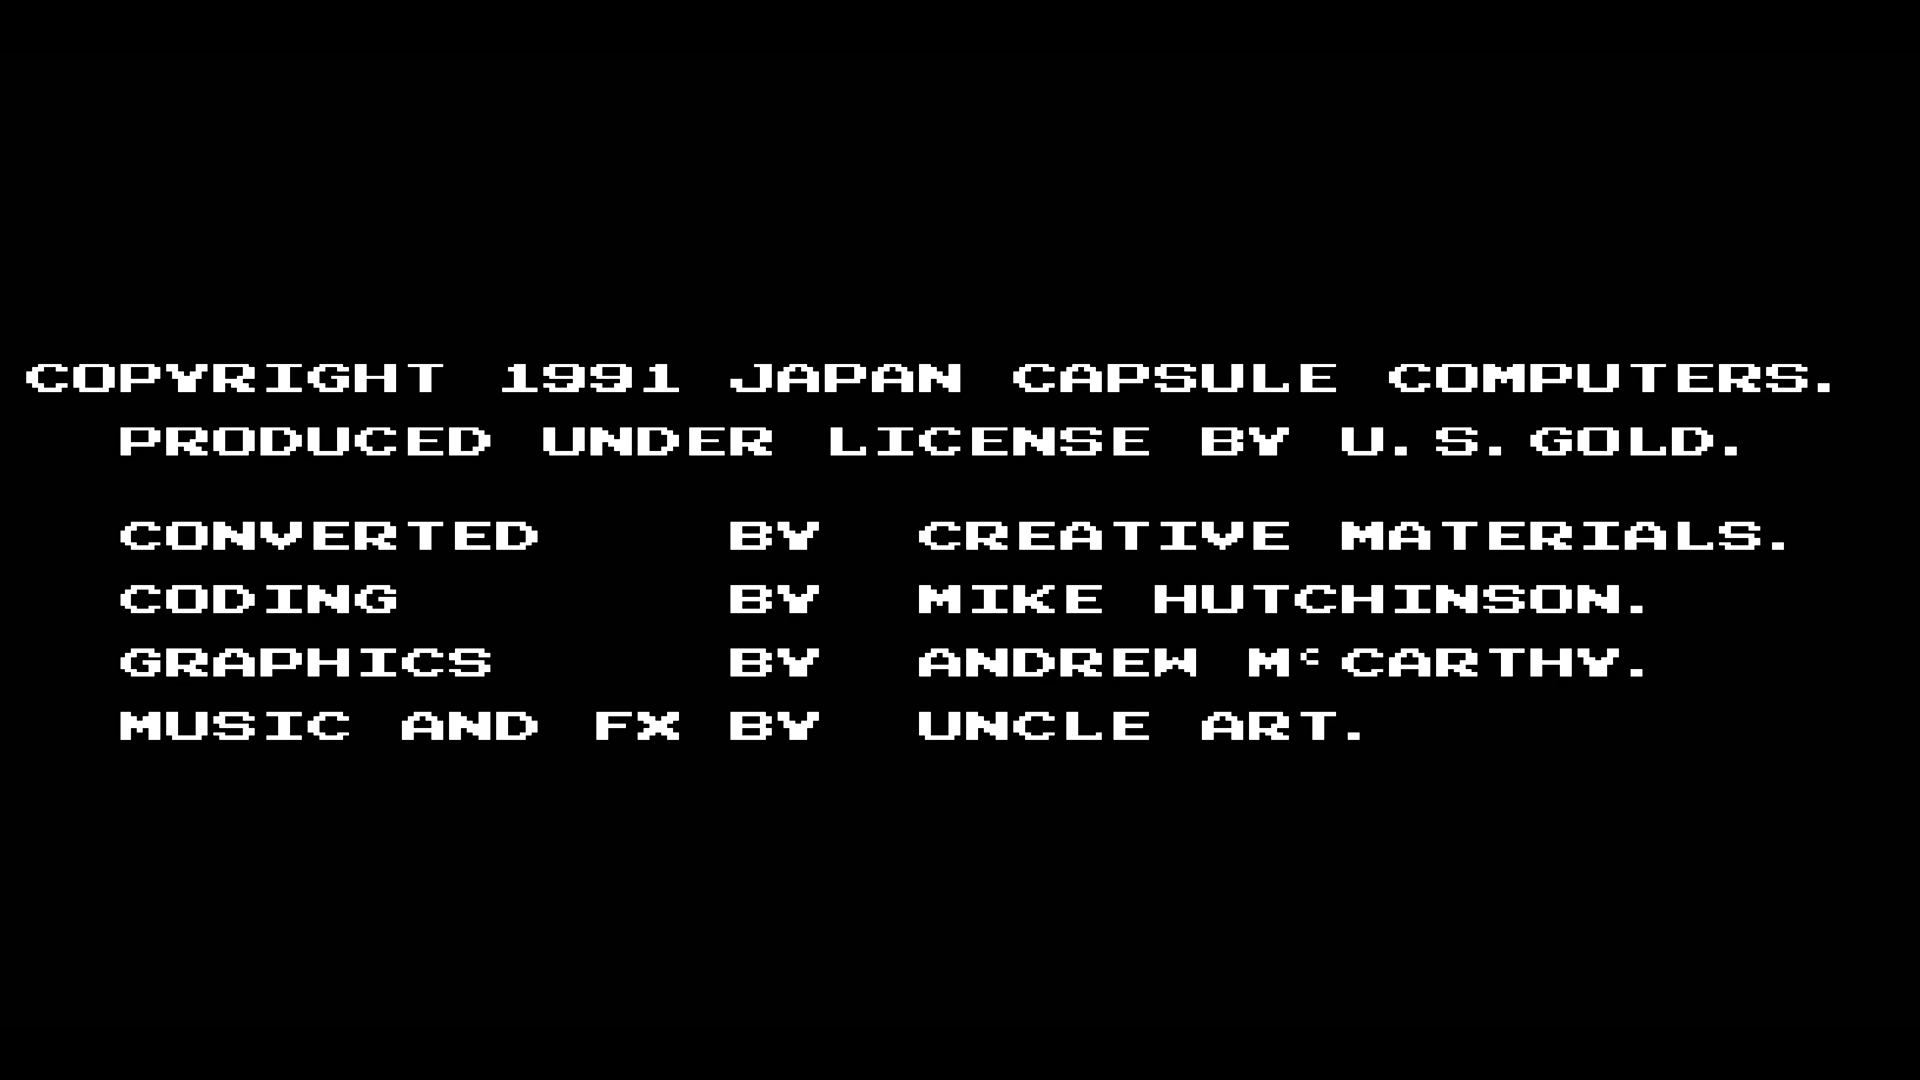 COPYRIGHT 1991 JAPAN CAPSULE COMPUTERS.
PRODUCED UNDER LICENSE BY U.S.GOLD.
CONVERTED BY CREATIVE MATERIALS.
CODING BY MIKE HUTCHINSON.
GRAPHICS BY ANDREW McCARTHY.
MUSIC AND FX BY UNCLE ART.